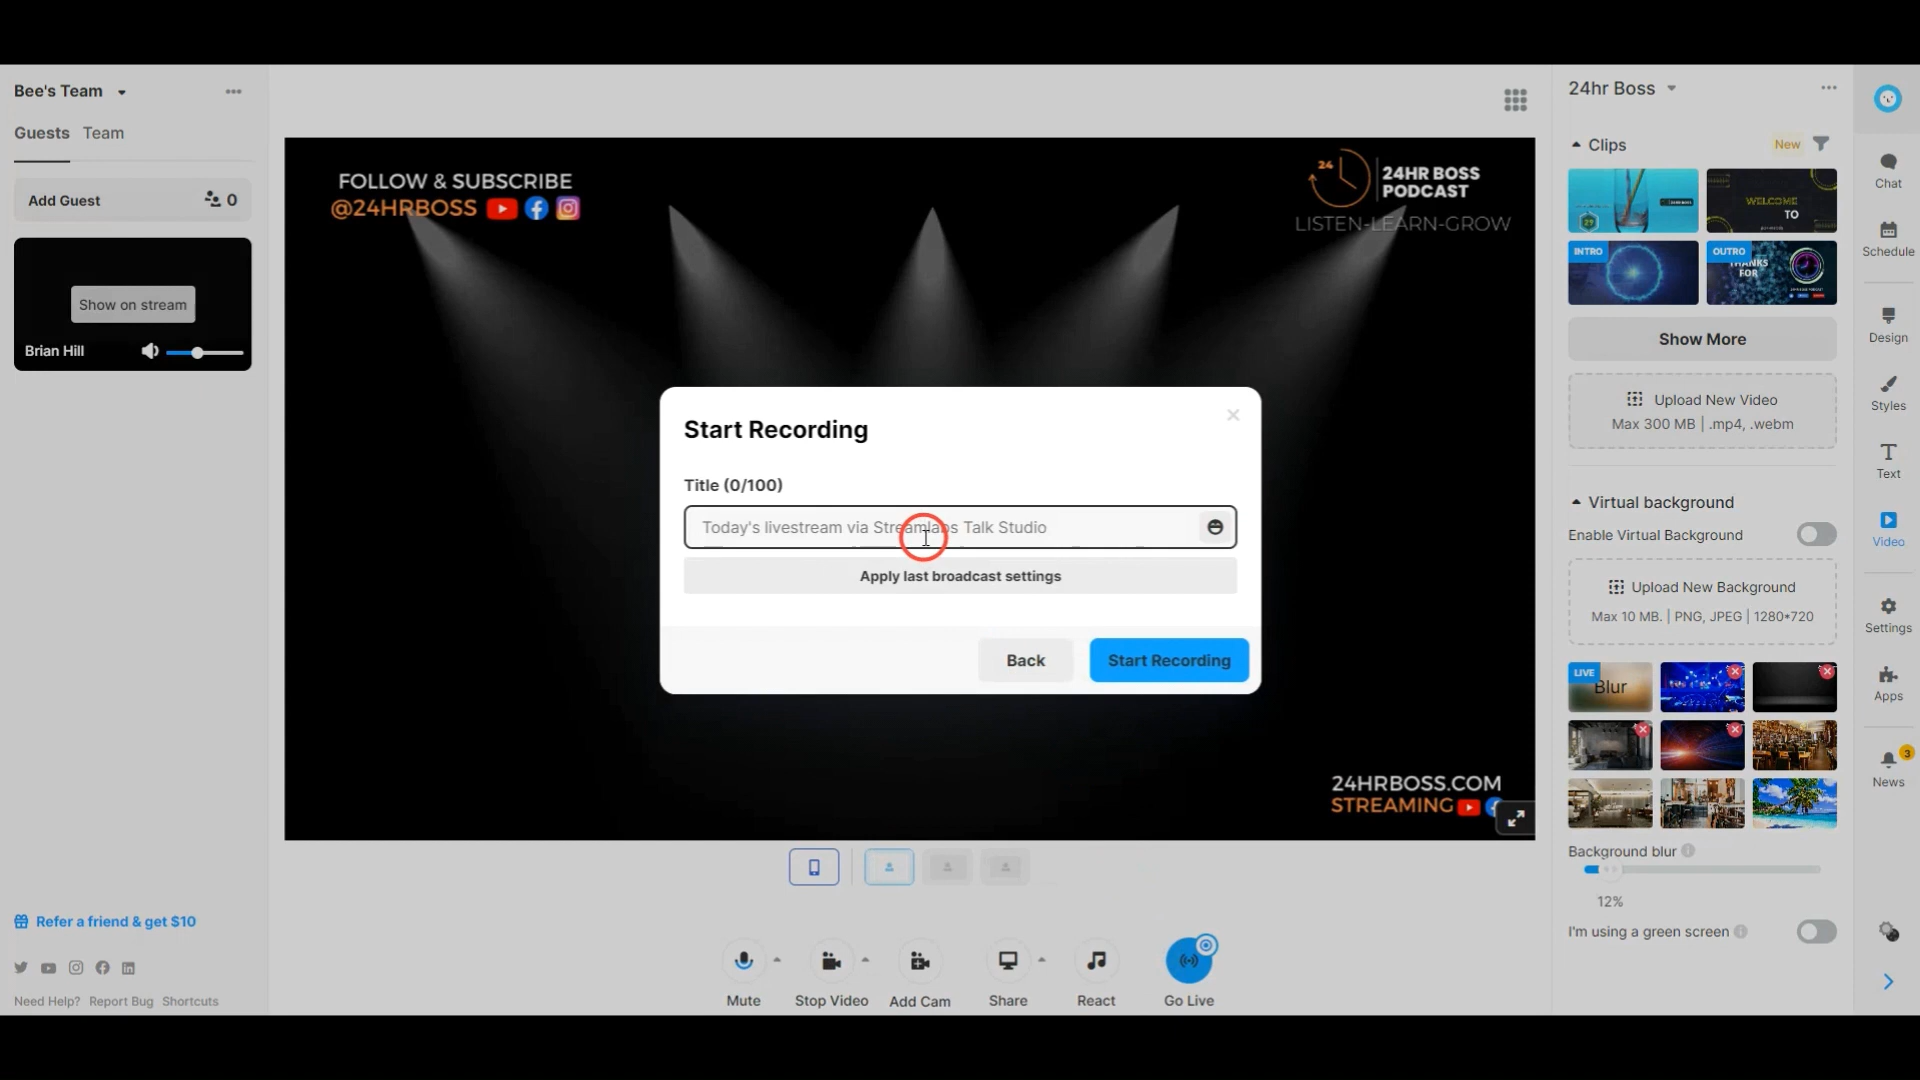 Bee's Team
Guests Team
Add Guest 0
Show on stream
Brian Hill
Refer a friend & get $10
Need Help? Report Bug Shortcuts
FOLLOW & SUBSCRIBE
@24HRBOSS
24
24HR BOSS
PODCAST
LISTEN-LEARN-GROW
Start Recording
Title (0/100)
Today's livestream via Streamlabs Talk Studio
Apply last broadcast settings
Back
Start Recording
24HRBOSS.COM
STREAMING
Mute
Stop Video
Add Cam
Share
React
Go Live
24hr Boss
Clips New
WELCOME
TO
INTRO
OUTRO
THANKS
FOR
Show More
Upload New Video
Max 300 MB | .mp4, .webm
Virtual background
Enable Virtual Background
Upload New Background
Max 10 MB. | PNG, JPEG | 1280*720
LIVE
Blur
Background blur
12%
I'm using a green screen
Chat
Schedule
Design
Styles
Text
Video
Settings
Apps
3
News